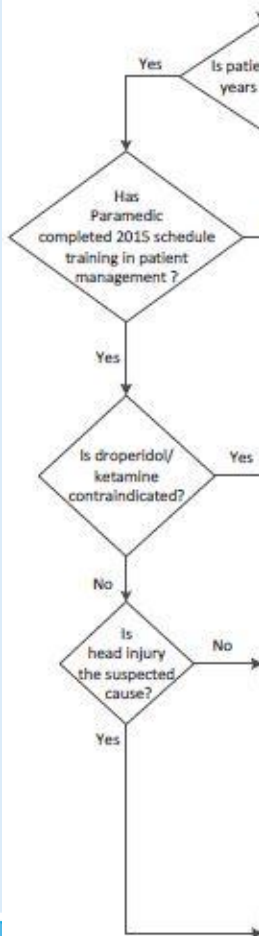 Yes
Is patie
years
Has
Paramedic
completed 2015 schedule
training in patient
management ?
Yes
Is droperidol/
ketamine
contraindicated?
Yes
No
Is
head injury
the suspected
cause?
No
Yes